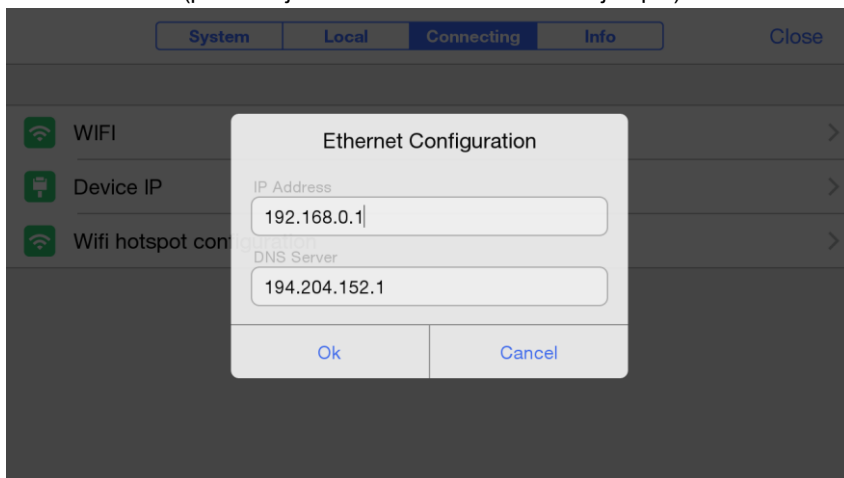 System Local Connecting Info Close
WIFI
Device IP
Wifi hotspot configuration
Ethernet Configuration
IP Address
192.168.0.1
DNS Server
194.204.152.1
Ok Cancel